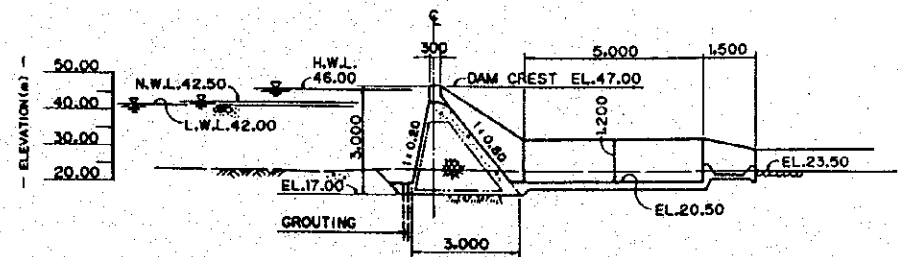 ℄
300
5.000
1.500
H.W.L.
46.00
DAM CREST EL.47.00
N.W.L.42.50
L.W.L.42.00
— ELEVATION(m) —
50.00
40.00
30.00
20.00
3.000
1:0.20
1:0.80
1.200
EL.23.50
EL.17.00
EL.20.50
GROUTING
3.000